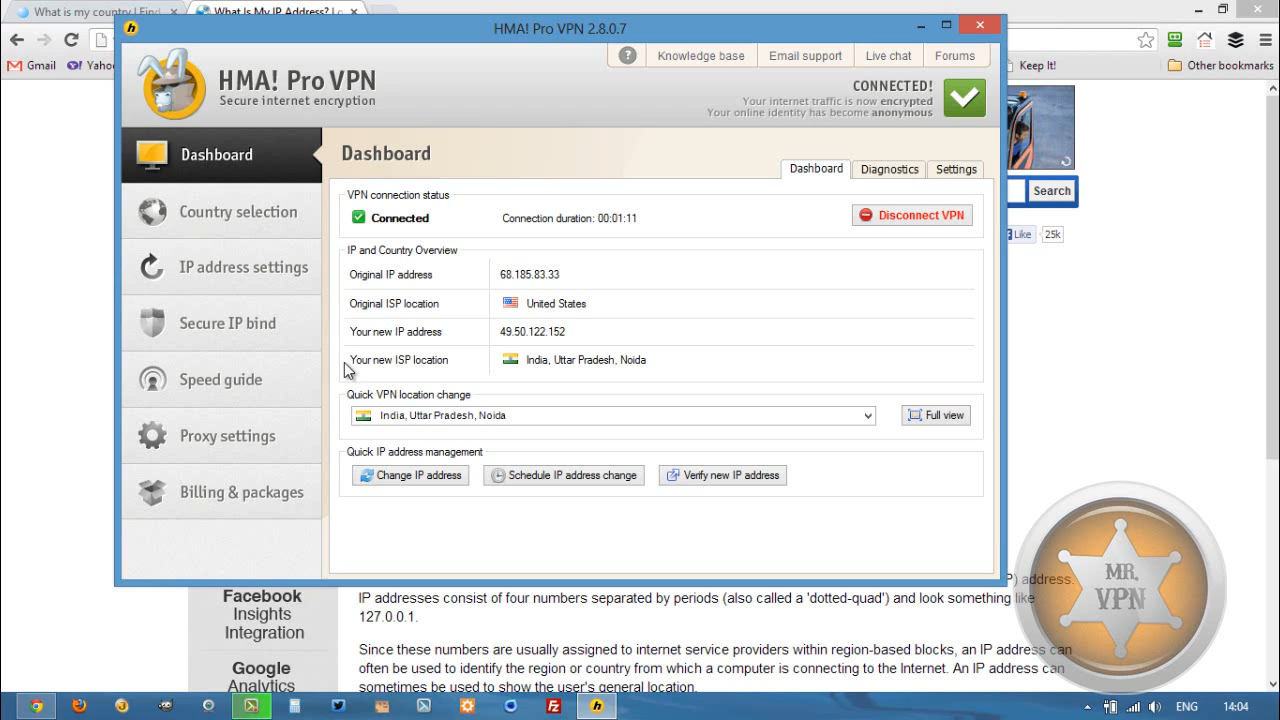 What is my country | Find
What Is My IP Address? Lo
HMA! Pro VPN 2.8.0.7
Gmail
Yahoo
Keep It!
Other bookmarks
Knowledge base
Email support
Live chat
Forums
HMA! Pro VPN
Secure internet encryption
CONNECTED!
Your internet traffic is now encrypted
Your online identity has become anonymous
Dashboard
Country selection
IP address settings
Secure IP bind
Speed guide
Proxy settings
Billing & packages
Dashboard
Dashboard
Diagnostics
Settings
VPN connection status
Connected
Connection duration: 00:01:11
Disconnect VPN
IP and Country Overview
Original IP address 68.185.83.33
Original ISP location United States
Your new IP address 49.50.122.152
Your new ISP location India, Uttar Pradesh, Noida
Quick VPN location change
India, Uttar Pradesh, Noida
Full view
Quick IP address management
Change IP address
Schedule IP address change
Verify new IP address
Search
Like 25k
Facebook
Insights
Integration
Google
Analytics
P) address.
IP addresses consist of four numbers separated by periods (also called a 'dotted-quad') and look something like
127.0.0.1.
Since these numbers are usually assigned to internet service providers within region-based blocks, an IP address can
often be used to identify the region or country from which a computer is connecting to the Internet. An IP address can
sometimes be used to show the user's general location.
MR.
VPN
ENG
14:04